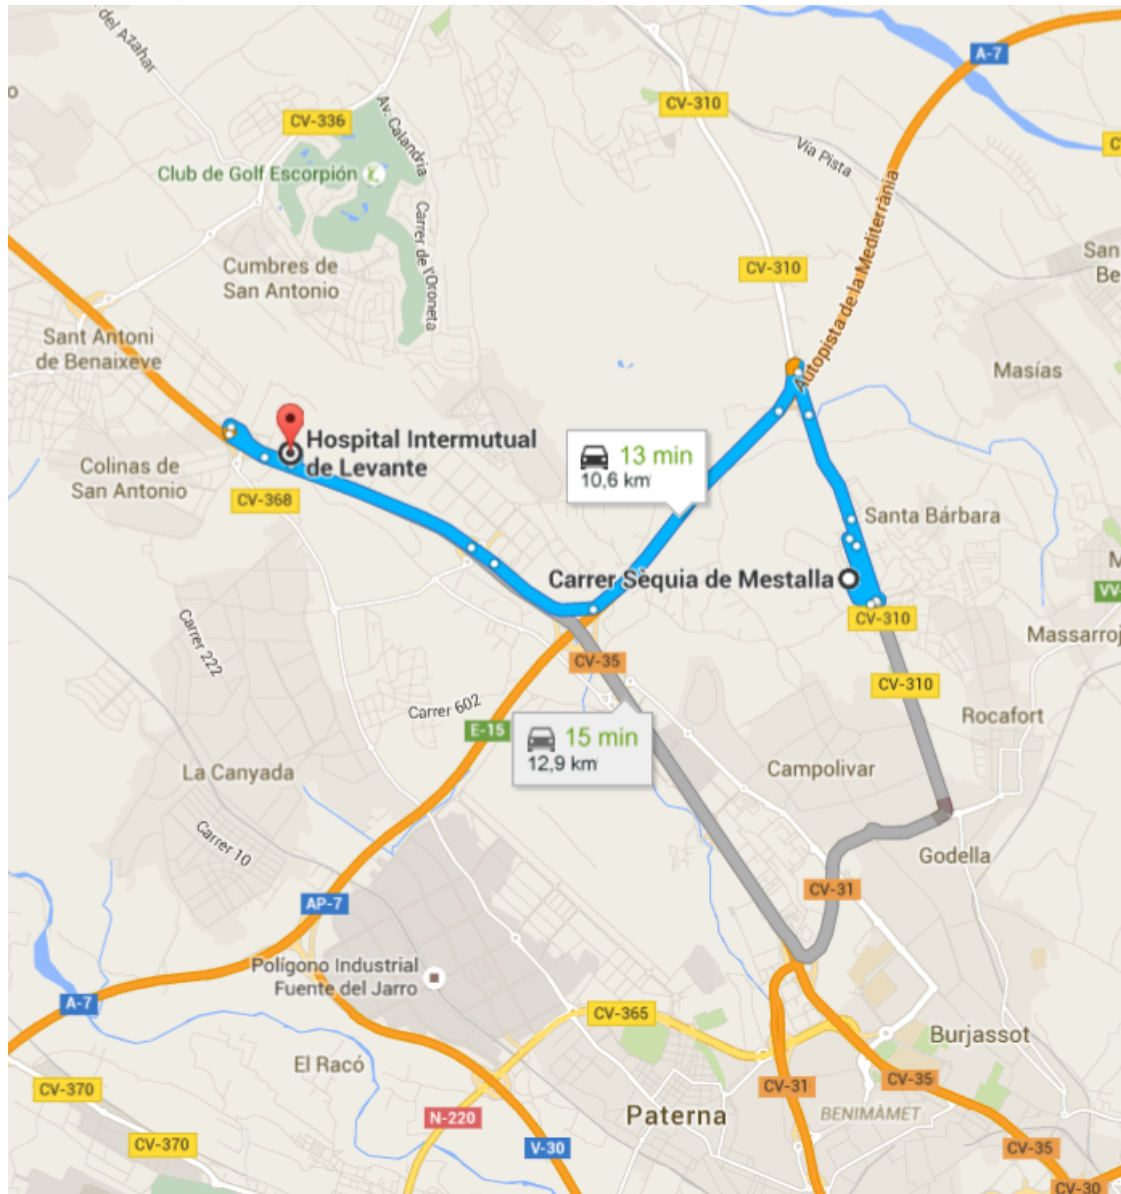 del Azahar
A-7
CV-310
CV-336
Av. Calandria
Via Pista
Club de Golf Escorpión
Carrer de l'Oroneta
Autopista de la Mediterrània
San
Be
Cumbres de
San Antonio
CV-310
Sant Antoni
de Benaixeve
Masías
Hospital Intermutual
de Levante
13 min
10,6 km
Colinas de
San Antonio
CV-368
Santa Bárbara
Carrer Sèquia de Mestalla
VV-
CV-310
Massarroj
Carrer 222
CV-35
CV-310
Carrer 602
E-15
Rocafort
15 min
12,9 km
La Canyada
Campolivar
Carrer 10
Godella
CV-31
AP-7
Polígono Industrial
Fuente del Jarro
A-7
CV-365
Burjassot
El Racó
CV-370
CV-31
CV-35
N-220
Paterna
BENIMÀMET
CV-370
V-30
CV-35
CV-30